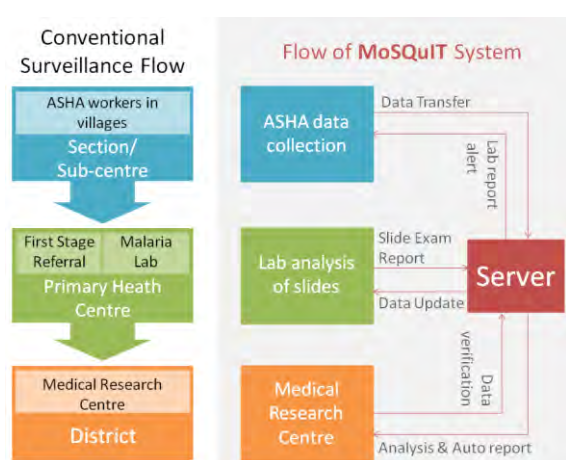 Conventional
Surveillance Flow
ASHA workers in
villages
Section/
Sub-centre
First Stage
Referral
Malaria
Lab
Primary Heath
Centre
Medical Research
Centre
District
Flow of MoSQuIT System
ASHA data
collection
Data Transfer
Lab report
alert
Lab analysis
of slides
Slide Exam
Report
Data Update
Server
Data
verification
Medical
Research
Centre
Analysis & Auto report